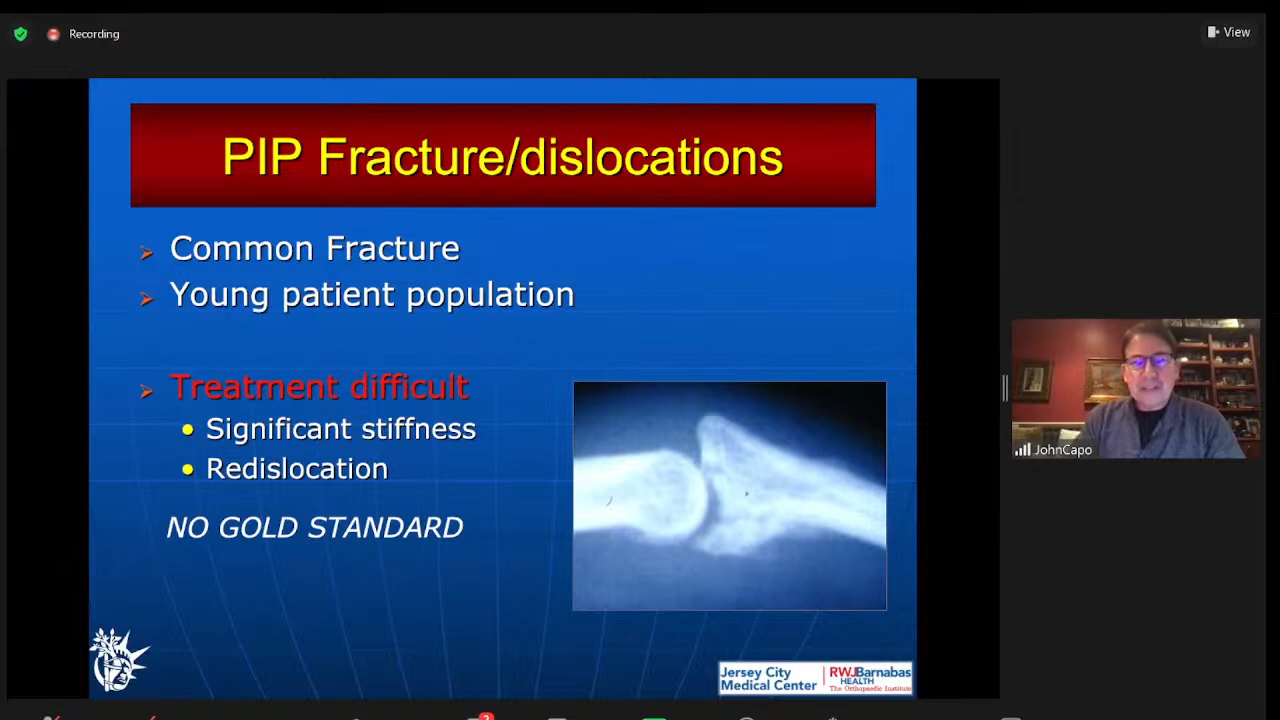 Recording
View
PIP Fracture/dislocations
Common Fracture
Young patient population
Treatment difficult
Significant stiffness
Redislocation
NO GOLD STANDARD
JohnCapo
Jersey City
Medical Center
RWJBarnabas
HEALTH
The Orthopaedic Institute
2